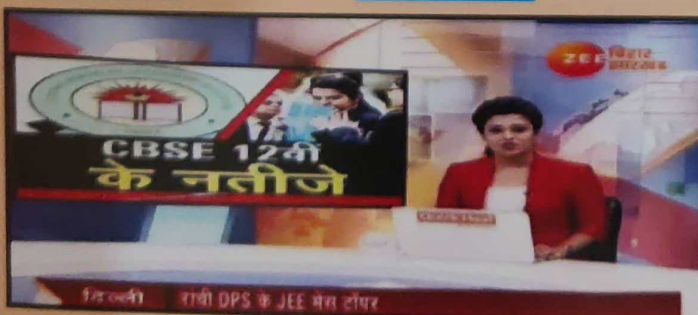 ZEE बिहार
झारखंड
CBSE 12वीं
के नतीजे
दिल्ली रांची DPS के JEE मेंस टॉपर